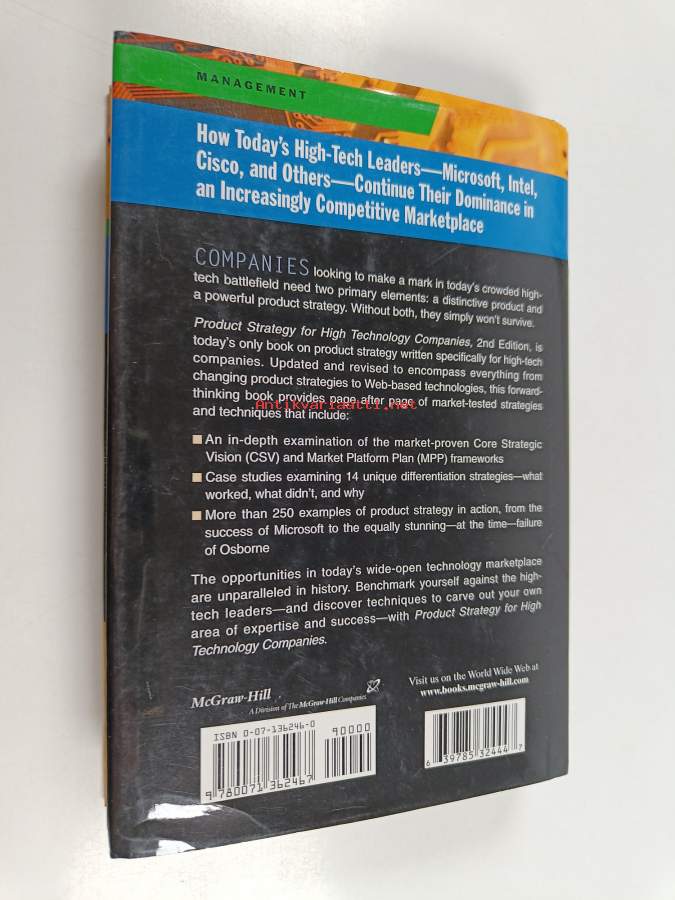 MANAGEMENT
How Today's High-Tech Leaders—Microsoft, Intel,
Cisco, and Others—Continue Their Dominance in
an Increasingly Competitive Marketplace
COMPANIES looking to make a mark in today's crowded high-
tech battlefield need two primary elements: a distinctive product and
a powerful product strategy. Without both, they simply won't survive.
Product Strategy for High Technology Companies, 2nd Edition, is
today's only book on product strategy written specifically for high-tech
companies. Updated and revised to encompass everything from
changing product strategies to Web-based technologies, this forward-
thinking book provides page after page of market-tested strategies
Antikvariaatti.net
and techniques that include:
An in-depth examination of the market-proven Core Strategic
Vision (CSV) and Market Platform Plan (MPP) frameworks
Case studies examining 14 unique differentiation strategies—what
worked, what didn't, and why
More than 250 examples of product strategy in action, from the
success of Microsoft to the equally stunning—at the time—failure
of Osborne
The opportunities in today's wide-open technology marketplace
are unparalleled in history. Benchmark yourself against the high-
tech leaders—and discover techniques to carve out your own
area of expertise and success—with Product Strategy for High
Technology Companies.
McGraw-Hill
A Division of The McGraw-Hill Companies
Visit us on the World Wide Web at
www.books.mcgraw-hill.com
ISBN 0-07-136246-0
90000
9 780071 362467
6 39785 32444 7